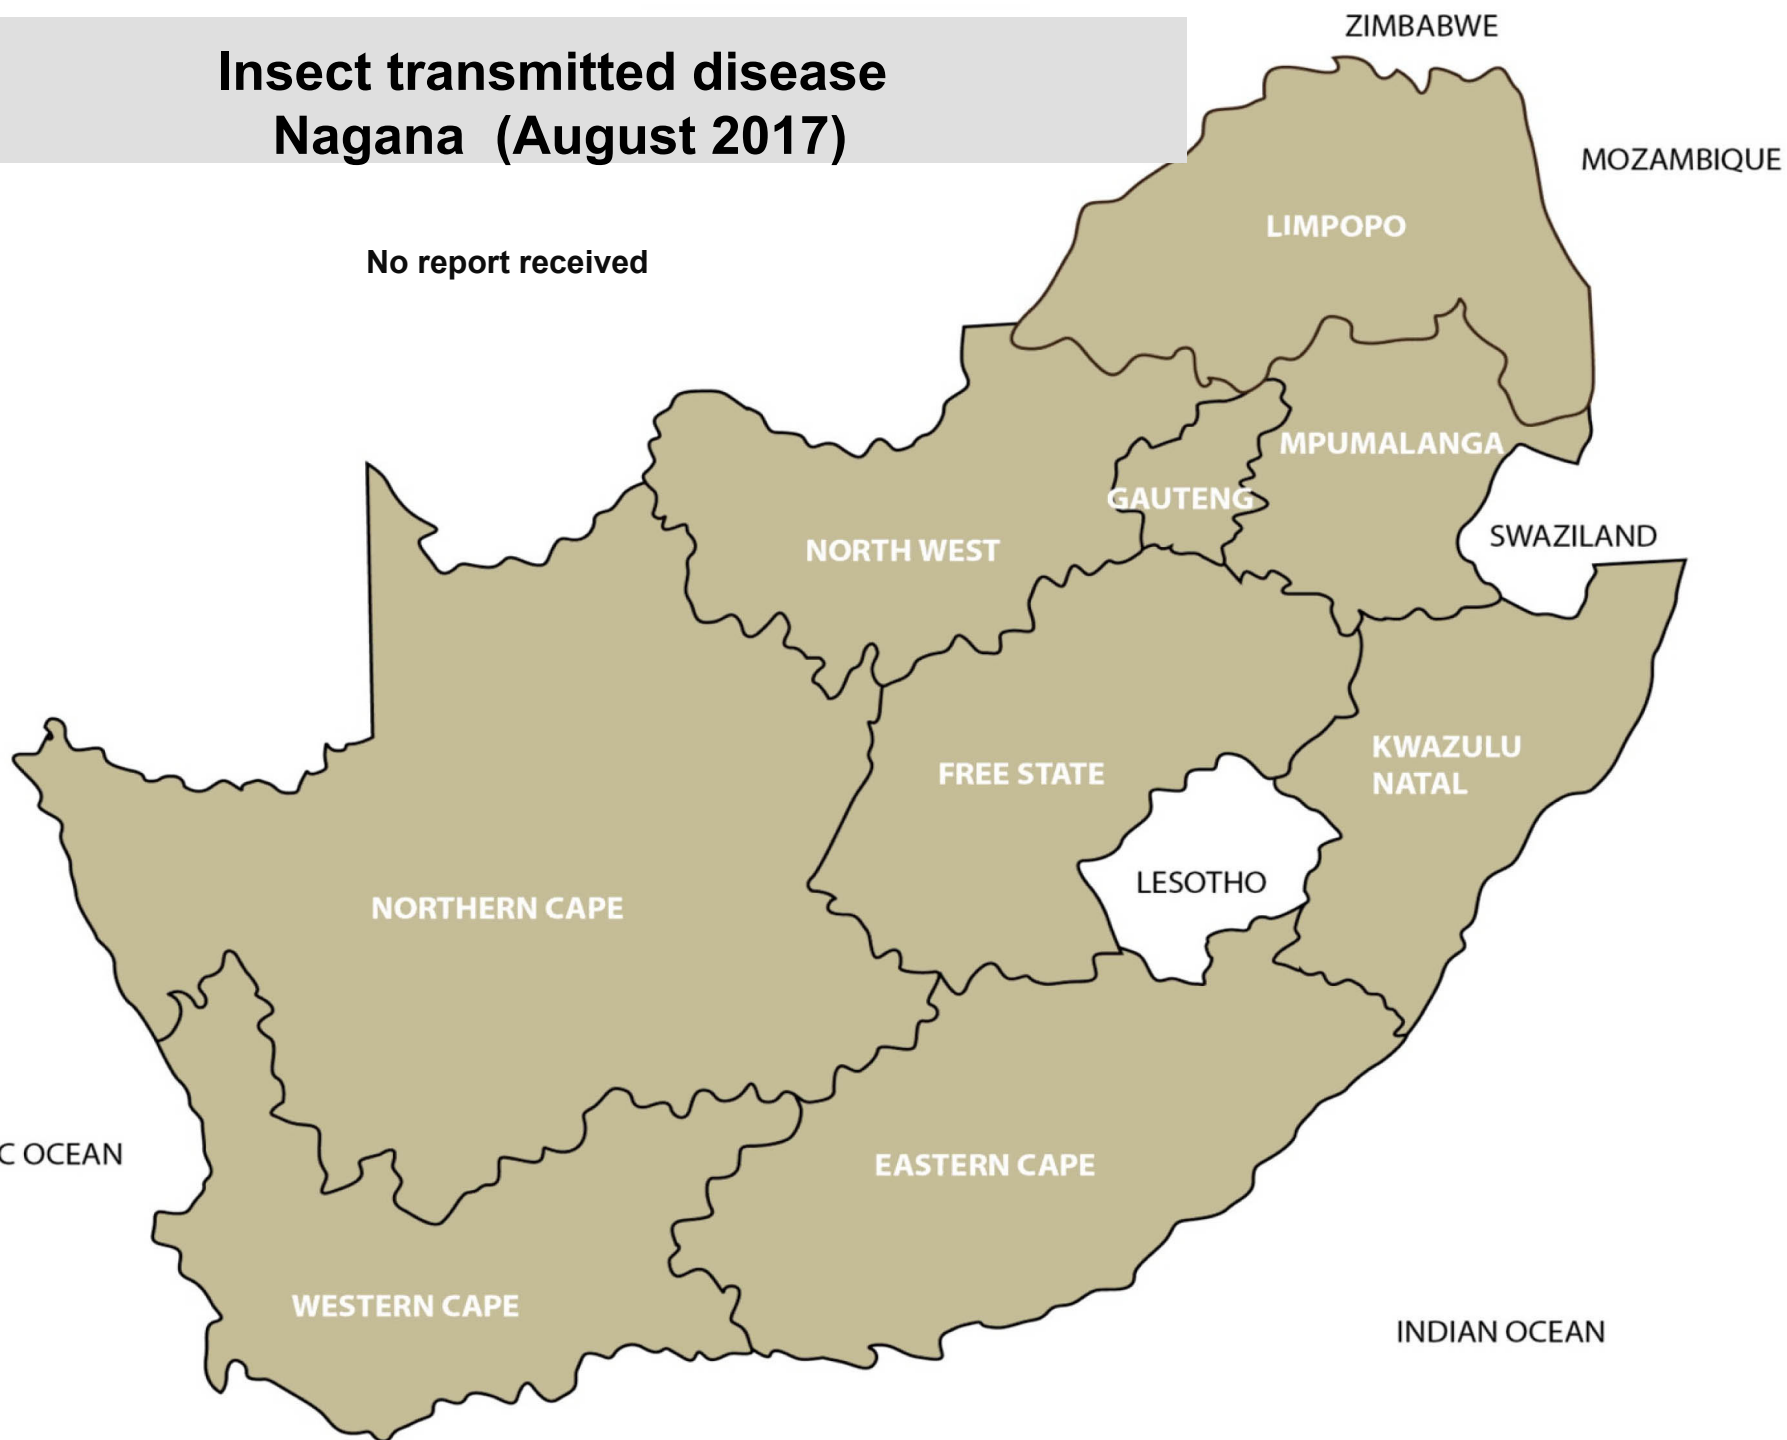 Insect transmitted disease
Nagana (August 2017)
No report received
ZIMBABWE
MOZAMBIQUE
LIMPOPO
MPUMALANGA
GAUTENG
SWAZILAND
NORTH WEST
KWAZULU
NATAL
FREE STATE
LESOTHO
NORTHERN CAPE
C OCEAN
EASTERN CAPE
WESTERN CAPE
INDIAN OCEAN